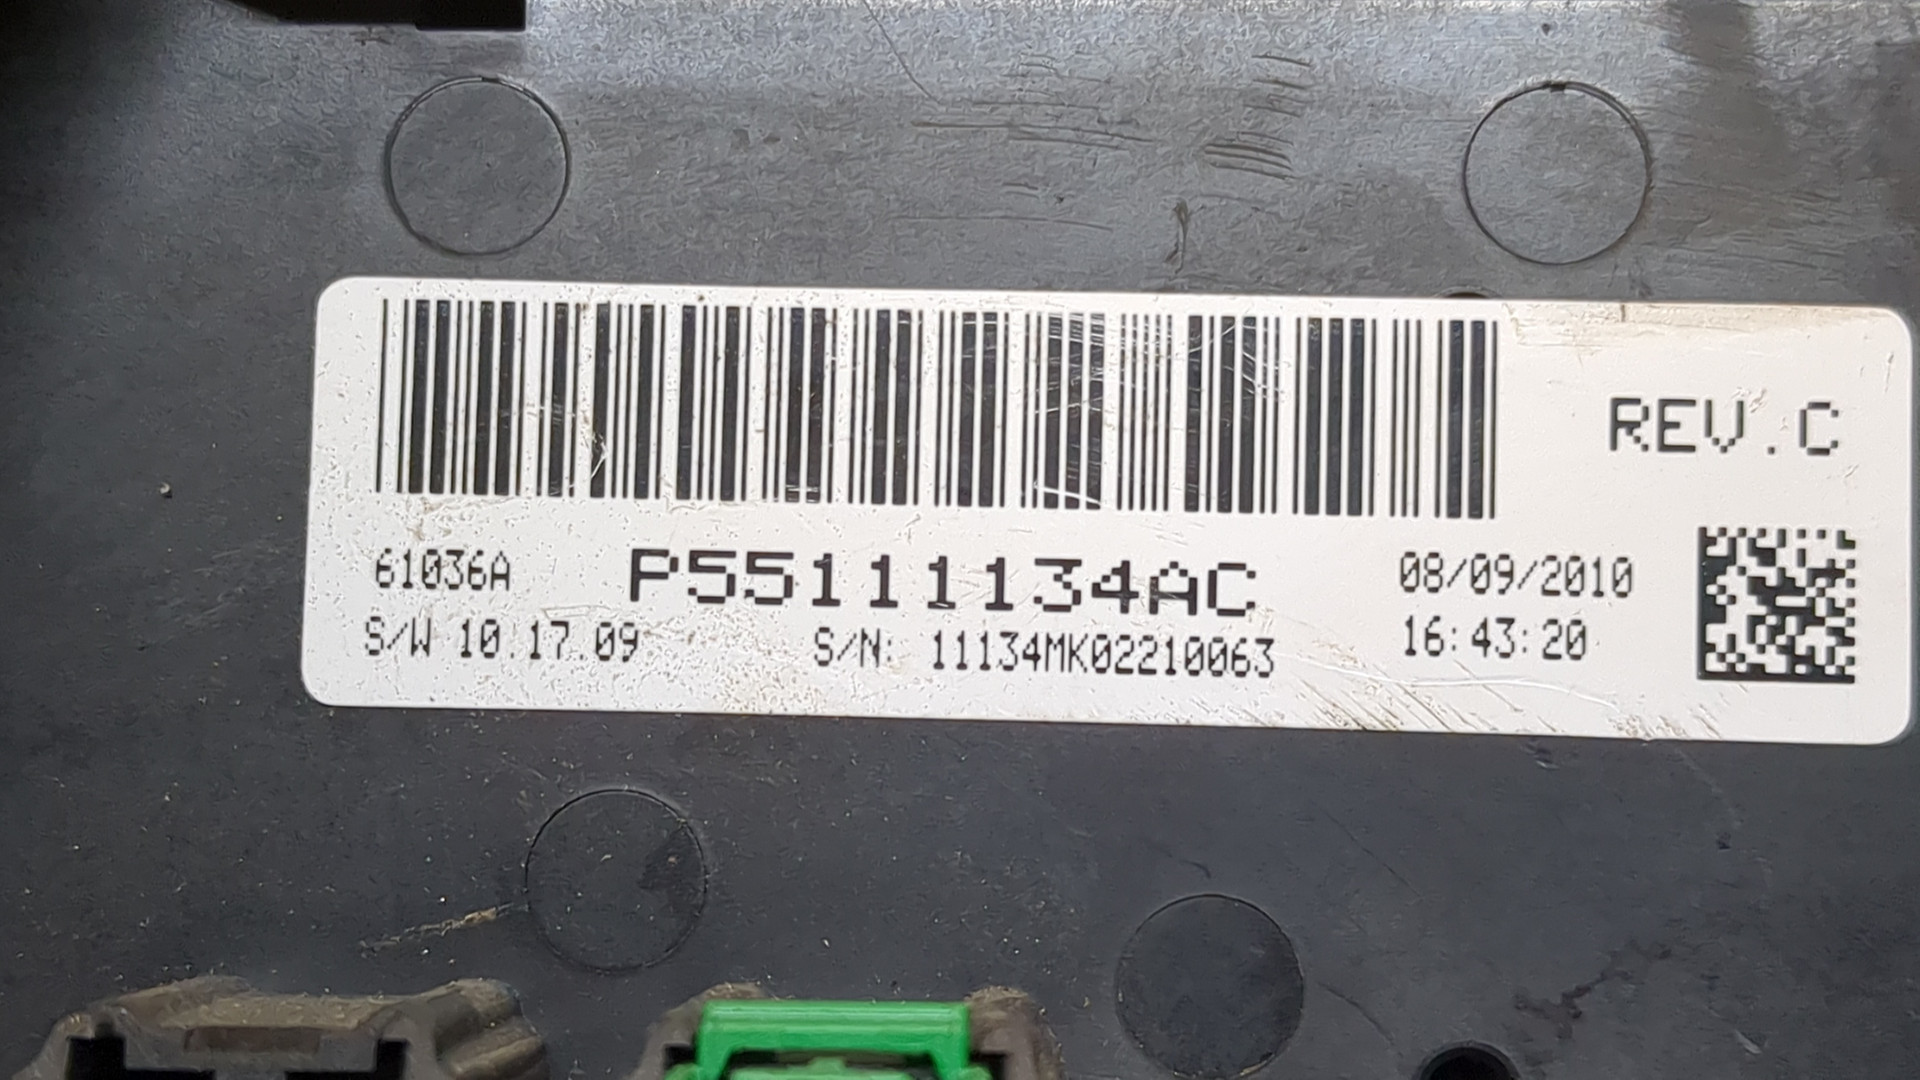 REV.C
61036A P55111134AC 08/09/2010
S/W 10.17.09 S/N: 11134MK02210063 16:43:20